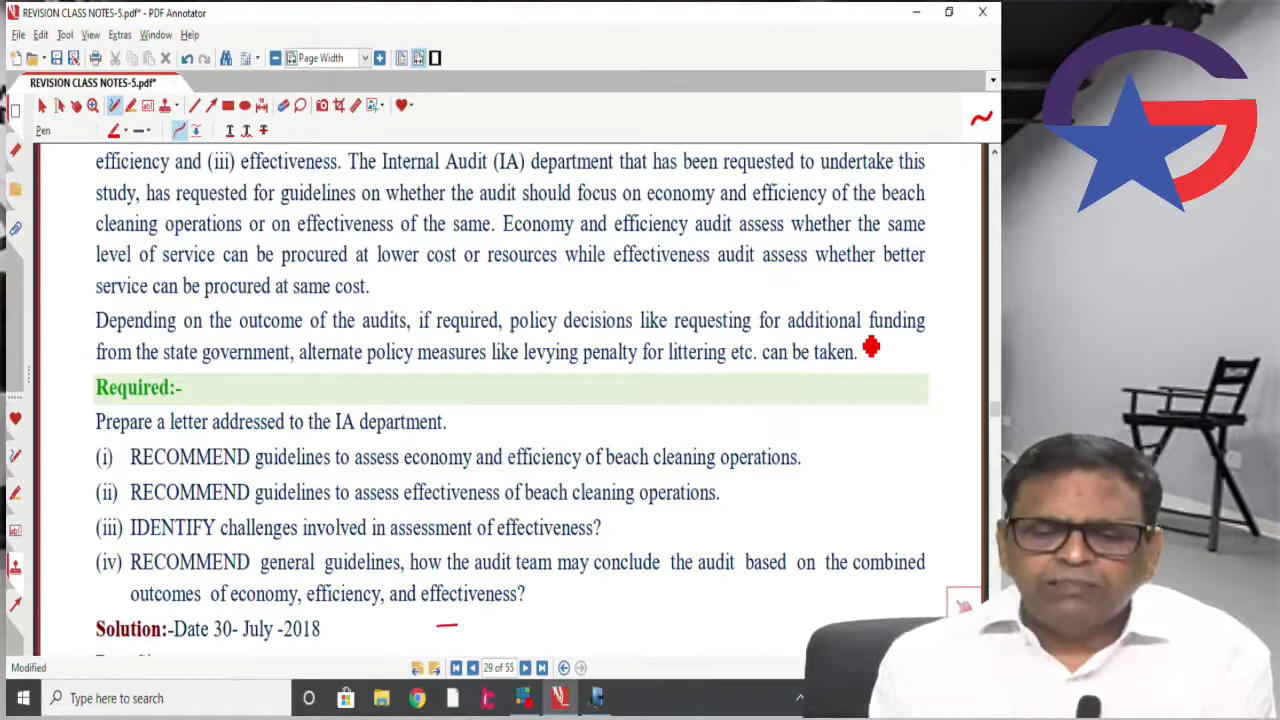 REVISION CLASS NOTES-5.pdf* - PDF Annotator
File Edit Tool View Extras Window Help
Page Width
REVISION CLASS NOTES-5.pdf*
Pen
efficiency and (iii) effectiveness. The Internal Audit (IA) department that has been requested to undertake this
study, has requested for guidelines on whether the audit should focus on economy and efficiency of the beach
cleaning operations or on effectiveness of the same. Economy and efficiency audit assess whether the same
level of service can be procured at lower cost or resources while effectiveness audit assess whether better
service can be procured at same cost.
Depending on the outcome of the audits, if required, policy decisions like requesting for additional funding
from the state government, alternate policy measures like levying penalty for littering etc. can be taken.
Required:-
Prepare a letter addressed to the IA department.
(i) RECOMMEND guidelines to assess economy and efficiency of beach cleaning operations.
(ii) RECOMMEND guidelines to assess effectiveness of beach cleaning operations.
(iii) IDENTIFY challenges involved in assessment of effectiveness?
(iv) RECOMMEND general guidelines, how the audit team may conclude the audit based on the combined
outcomes of economy, efficiency, and effectiveness?
Solution:-Date 30- July -2018
Modified
29 of 55
Type here to search